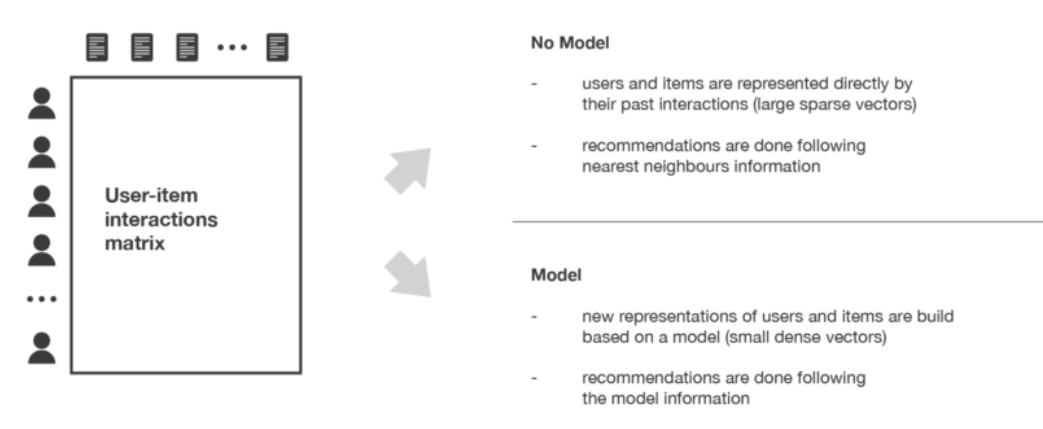 User-item
interactions
matrix
No Model
- users and items are represented directly by
their past interactions (large sparse vectors)
- recommendations are done following
nearest neighbours information
Model
- new representations of users and items are build
based on a model (small dense vectors)
- recommendations are done following
the model information